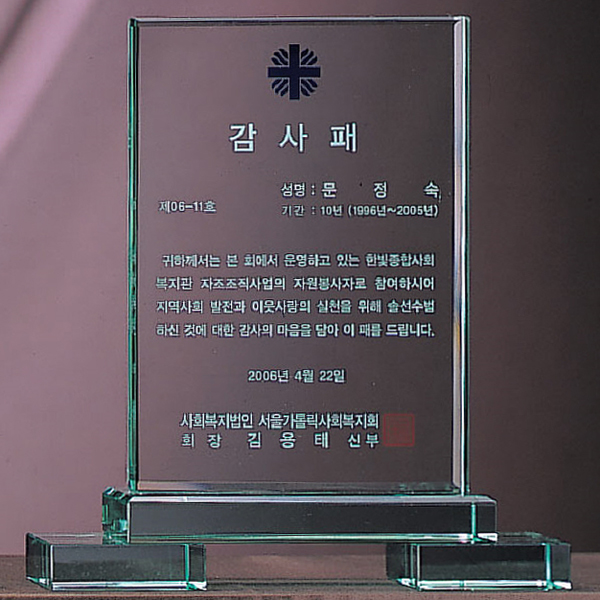 감 사 패
성명 : 문 정 숙
제06-11호
기간 : 10년 (1996년~2005년)
귀하께서는 본 회에서 운영하고 있는 한빛종합사회
복지관 자조조직사업의 자원봉사자로 참여하시어
지역사회 발전과 이웃사랑의 실천을 위해 솔선수범
하신 것에 대한 감사의 마음을 담아 이 패를 드립니다.
2006년 4월 22일
사회복지법인 서울가톨릭사회복지회
회 장 김 용 태 신부